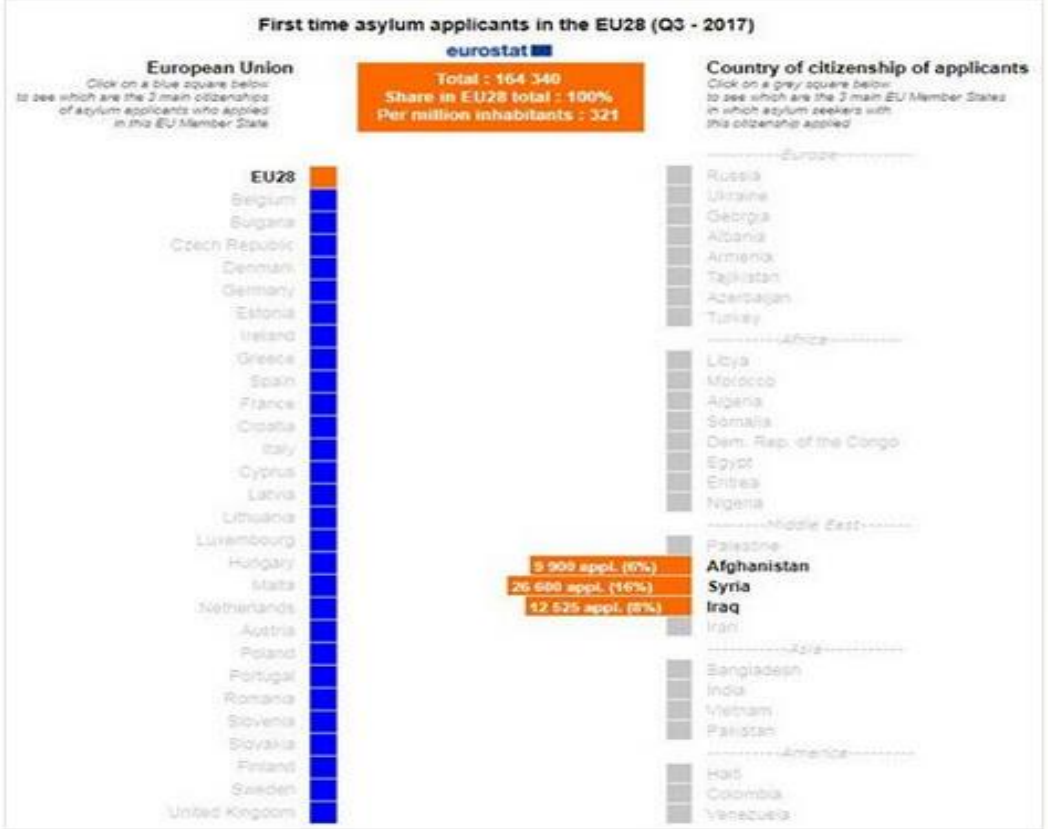 First time asylum applicants in the EU28 (Q3 - 2017)
eurostat
European Union
Click on a blue square below
to see which are the 3 main citizenships
of asylum applicants who applied
in this EU Member State
Total : 164 340
Share in EU28 total : 100%
Per million inhabitants : 321
Country of citizenship of applicants
Click on a grey square below
to see which are the 3 main EU Member States
in which asylum seekers with
this citizenship applied
EU28
Belgium
Bulgaria
Czech Republic
Denmark
Germany
Estonia
Ireland
Greece
Spain
France
Croatia
Italy
Cyprus
Latvia
Lithuania
Luxembourg
Hungary
Malta
Netherlands
Austria
Poland
Portugal
Romania
Slovenia
Slovakia
Finland
Sweden
United Kingdom
Europe
Russia
Ukraine
Georgia
Albania
Armenia
Tajikistan
Azerbaijan
Turkey
Africa
Libya
Morocco
Algeria
Somalia
Dem. Rep. of the Congo
Egypt
Eritrea
Nigeria
Middle East
Palestine
9 900 appl. (6%) Afghanistan
26 600 appl. (16%) Syria
12 525 appl. (8%) Iraq
Iran
Asia
Bangladesh
India
Vietnam
Pakistan
America
Haiti
Colombia
Venezuela